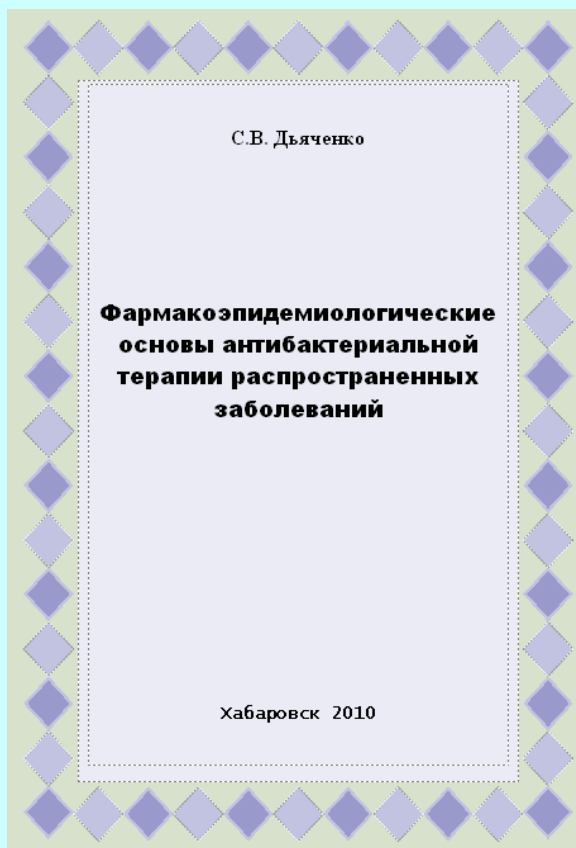 С.В. Дьяченко
Фармакоэпидемиологические
основы антибактериальной
терапии распространенных
заболеваний
Хабаровск 2010